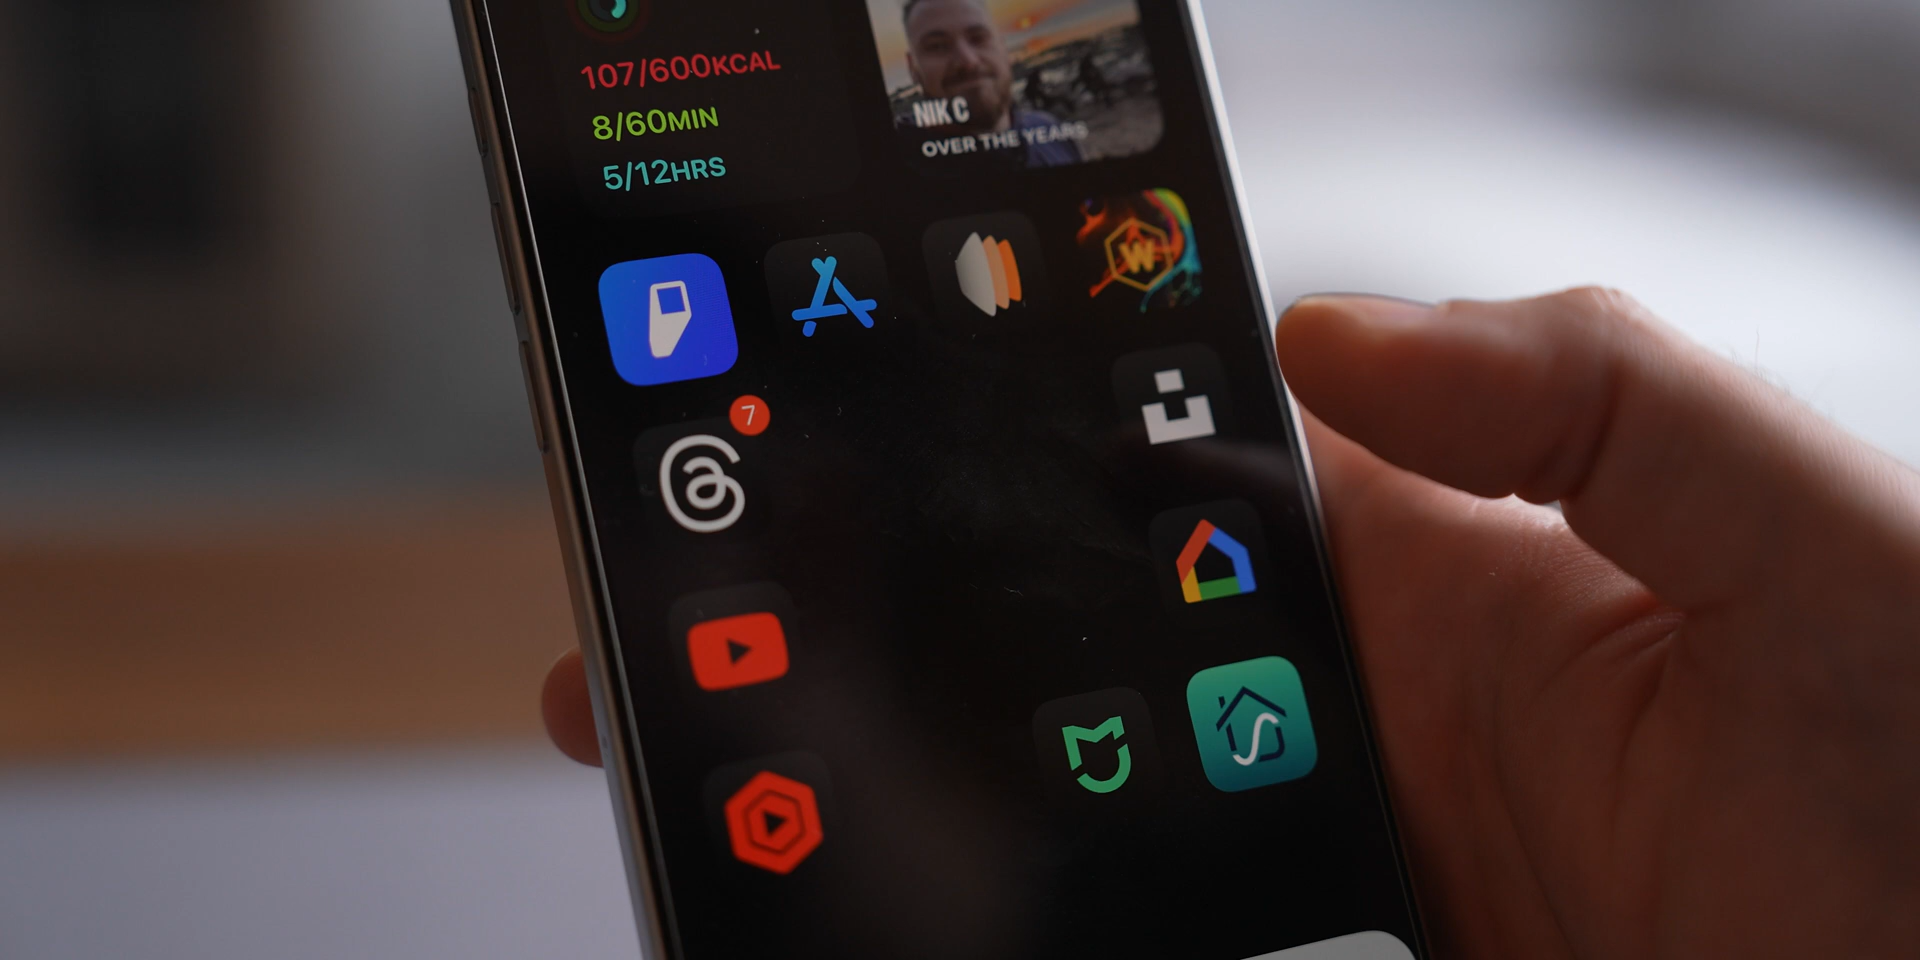 107/600KCAL
8/60MIN
5/12HRS
NIK C
OVER THE YEARS
W
7